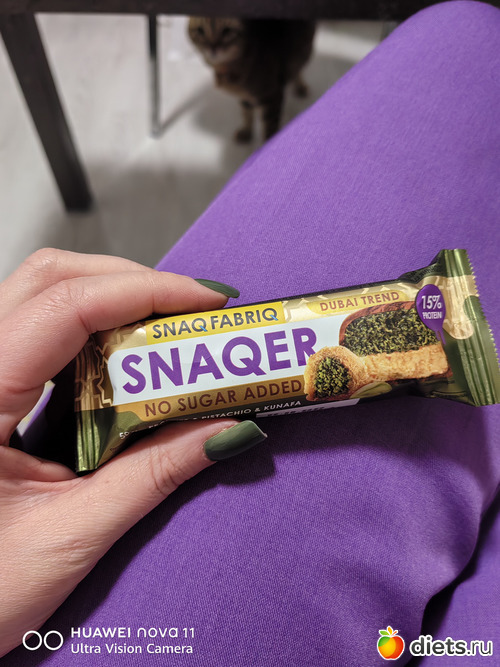 SNAQ FABRIQ
DUBAI TREND
15%
PROTEIN
SNAQER
NO SUGAR ADDED
PISTACHIO & KUNAFA
HUAWEI nova 11
Ultra Vision Camera
diets.ru